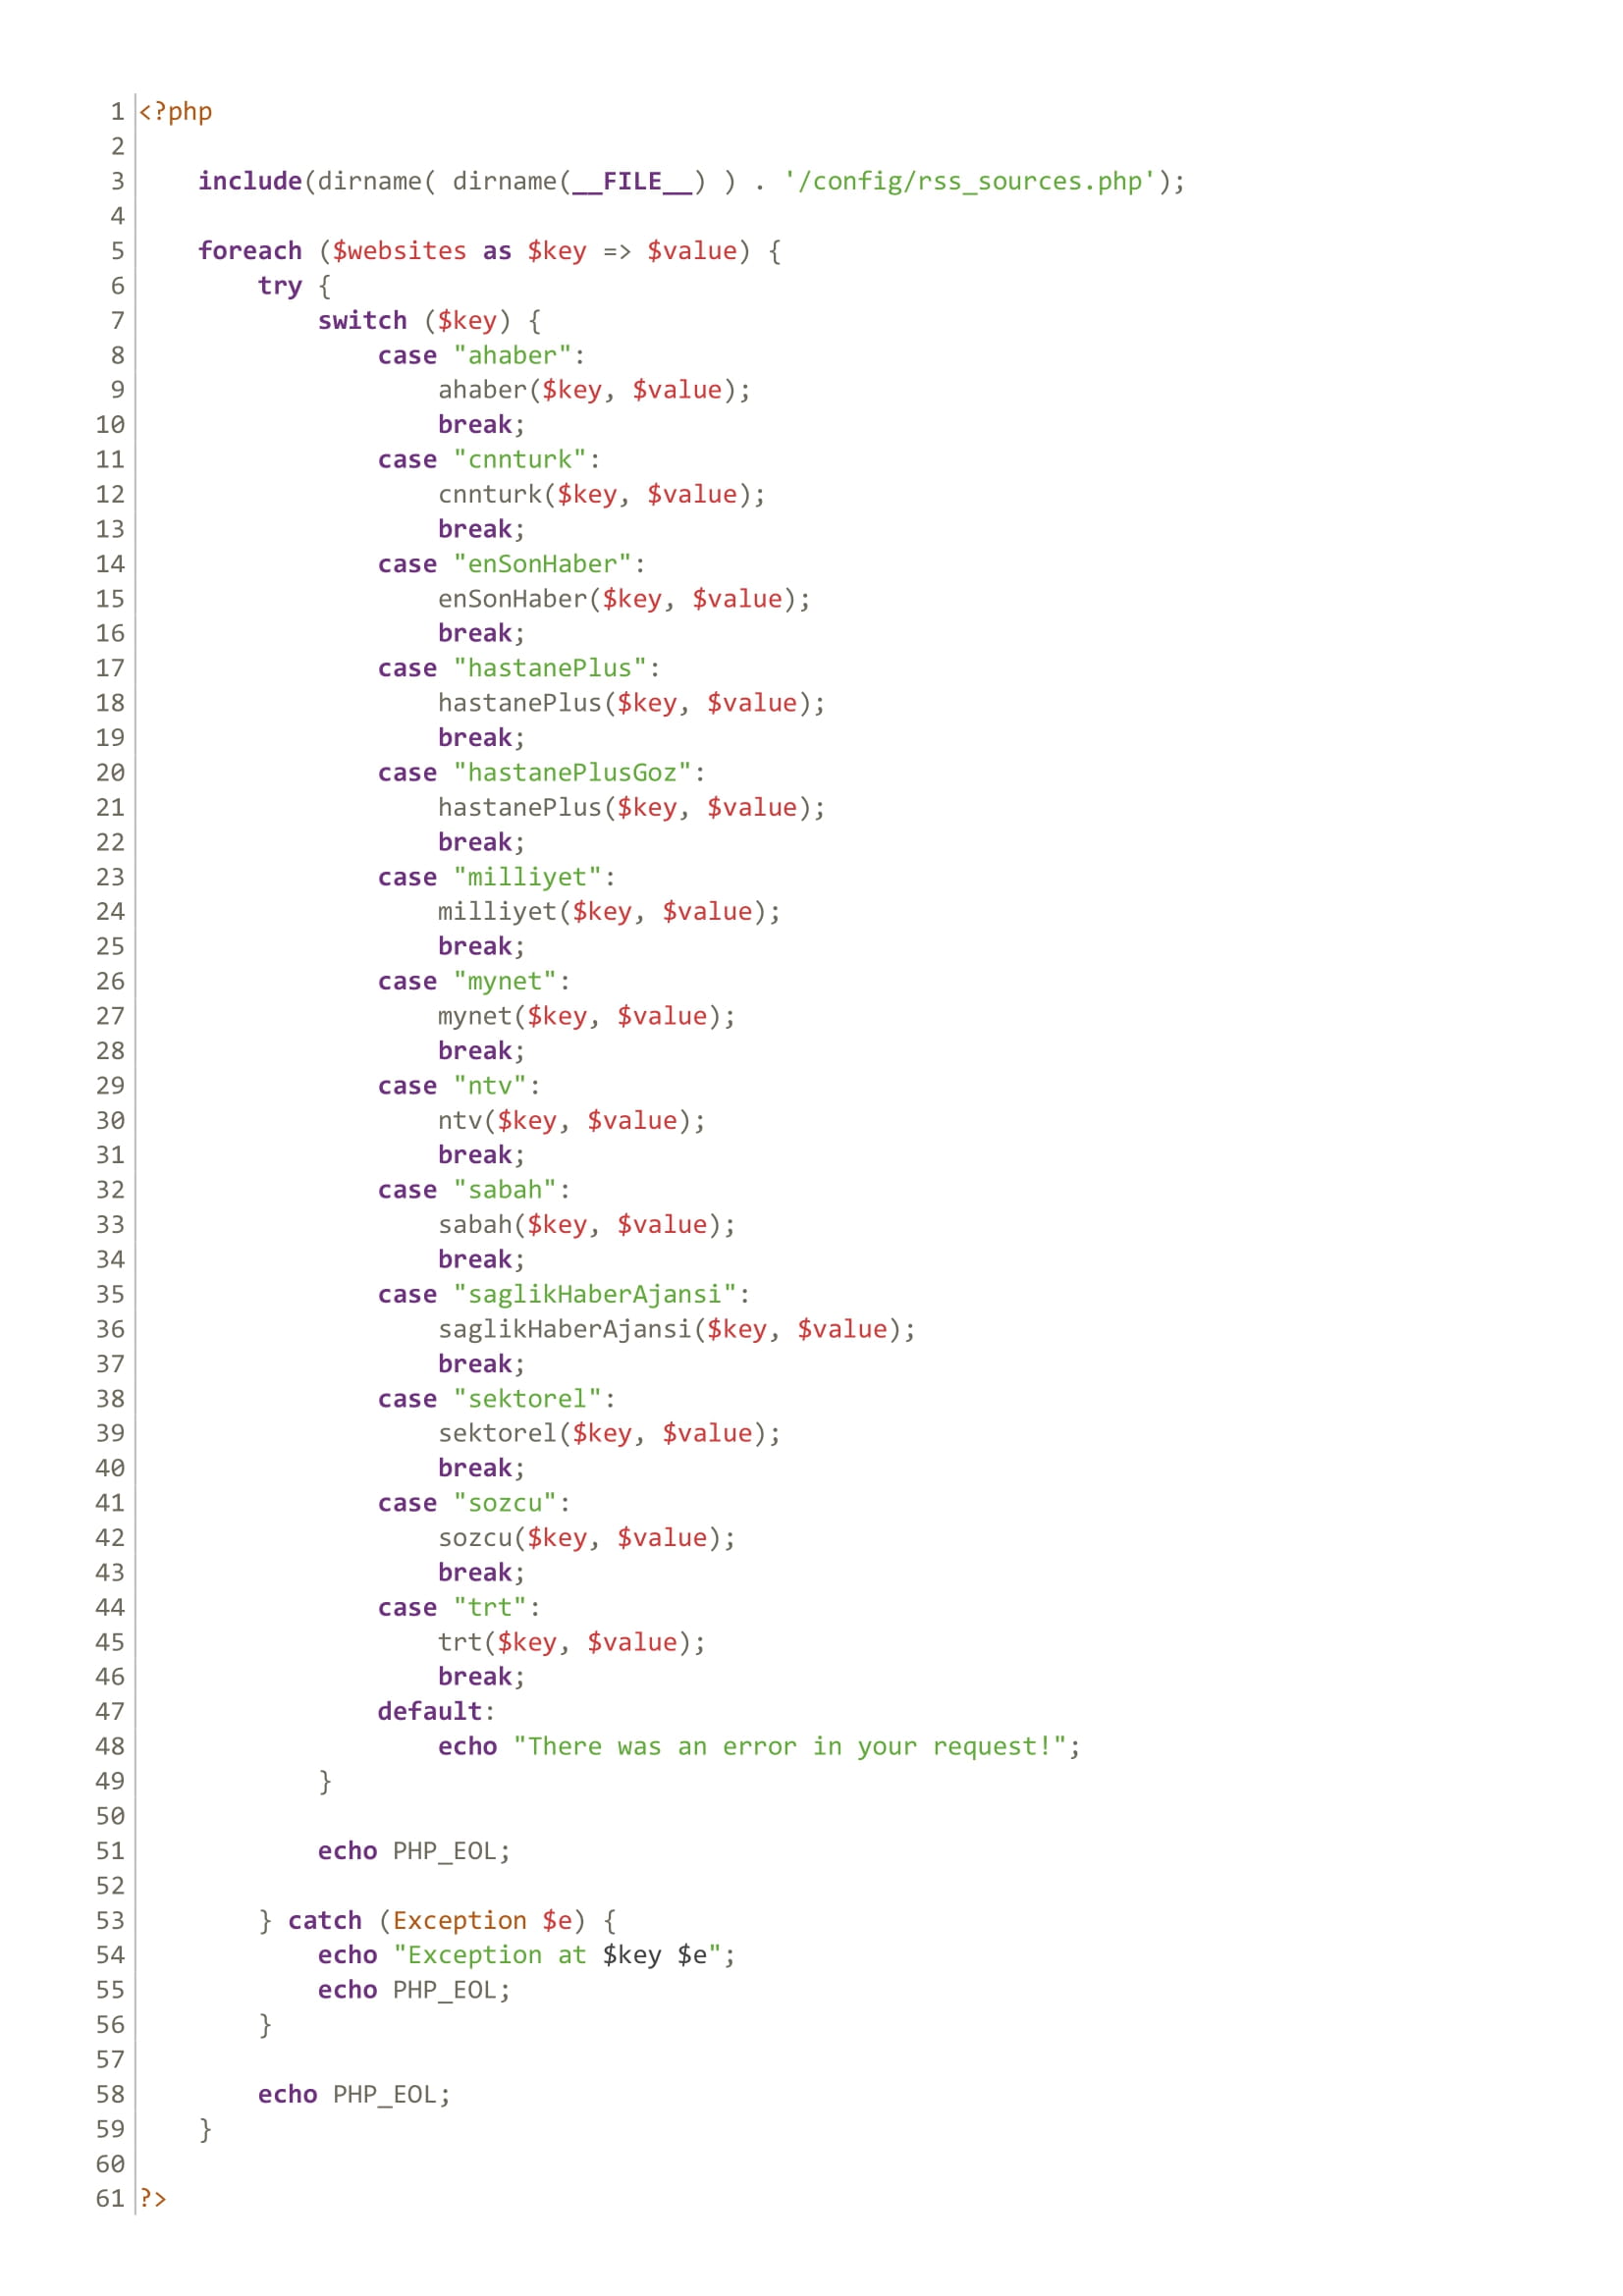 1 <?php
2
3     include(dirname( dirname(__FILE__) ) . '/config/rss_sources.php');
4
5     foreach ($websites as $key => $value) {
6         try {
7             switch ($key) {
8                 case "ahaber":
9                     ahaber($key, $value);
10                     break;
11                 case "cnnturk":
12                     cnnturk($key, $value);
13                     break;
14                 case "enSonHaber":
15                     enSonHaber($key, $value);
16                     break;
17                 case "hastanePlus":
18                     hastanePlus($key, $value);
19                     break;
20                 case "hastanePlusGoz":
21                     hastanePlus($key, $value);
22                     break;
23                 case "milliyet":
24                     milliyet($key, $value);
25                     break;
26                 case "mynet":
27                     mynet($key, $value);
28                     break;
29                 case "ntv":
30                     ntv($key, $value);
31                     break;
32                 case "sabah":
33                     sabah($key, $value);
34                     break;
35                 case "saglikHaberAjansi":
36                     saglikHaberAjansi($key, $value);
37                     break;
38                 case "sektorel":
39                     sektorel($key, $value);
40                     break;
41                 case "sozcu":
42                     sozcu($key, $value);
43                     break;
44                 case "trt":
45                     trt($key, $value);
46                     break;
47                 default:
48                     echo "There was an error in your request!";
49             }
50
51             echo PHP_EOL;
52
53         } catch (Exception $e) {
54             echo "Exception at $key $e";
55             echo PHP_EOL;
56         }
57
58         echo PHP_EOL;
59     }
60
61 ?>